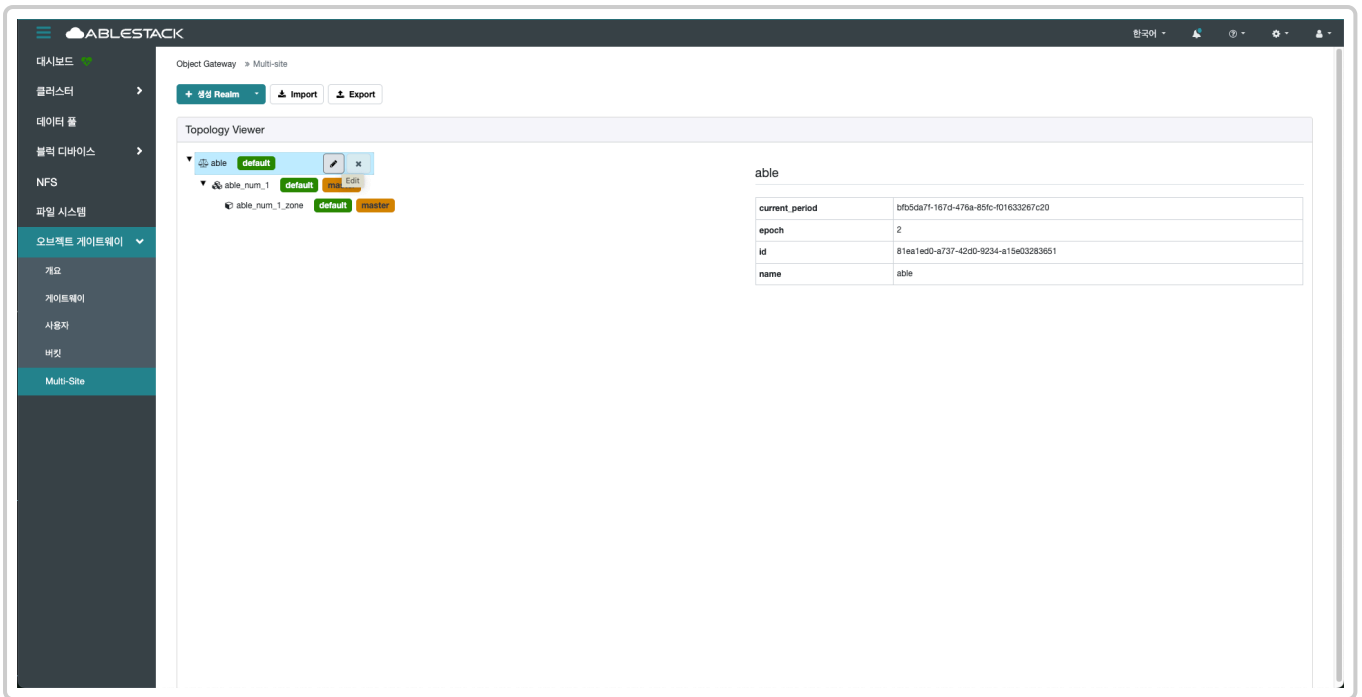 ABLESTACK
한국어
대시보드
클러스터
데이터 풀
블럭 디바이스
NFS
파일 시스템
오브젝트 게이트웨이
개요
게이트웨이
사용자
버킷
Multi-Site
Object Gateway » Multi-site
+ 생성 Realm
Import
Export
Topology Viewer
able default
Edit
able_num_1 default
able_num_1_zone default master
able
current_period bfb5da7f-167d-476a-85fc-f01633267c20
epoch 2
id 81ea1ed0-a737-42d0-9234-a15e03283651
name able